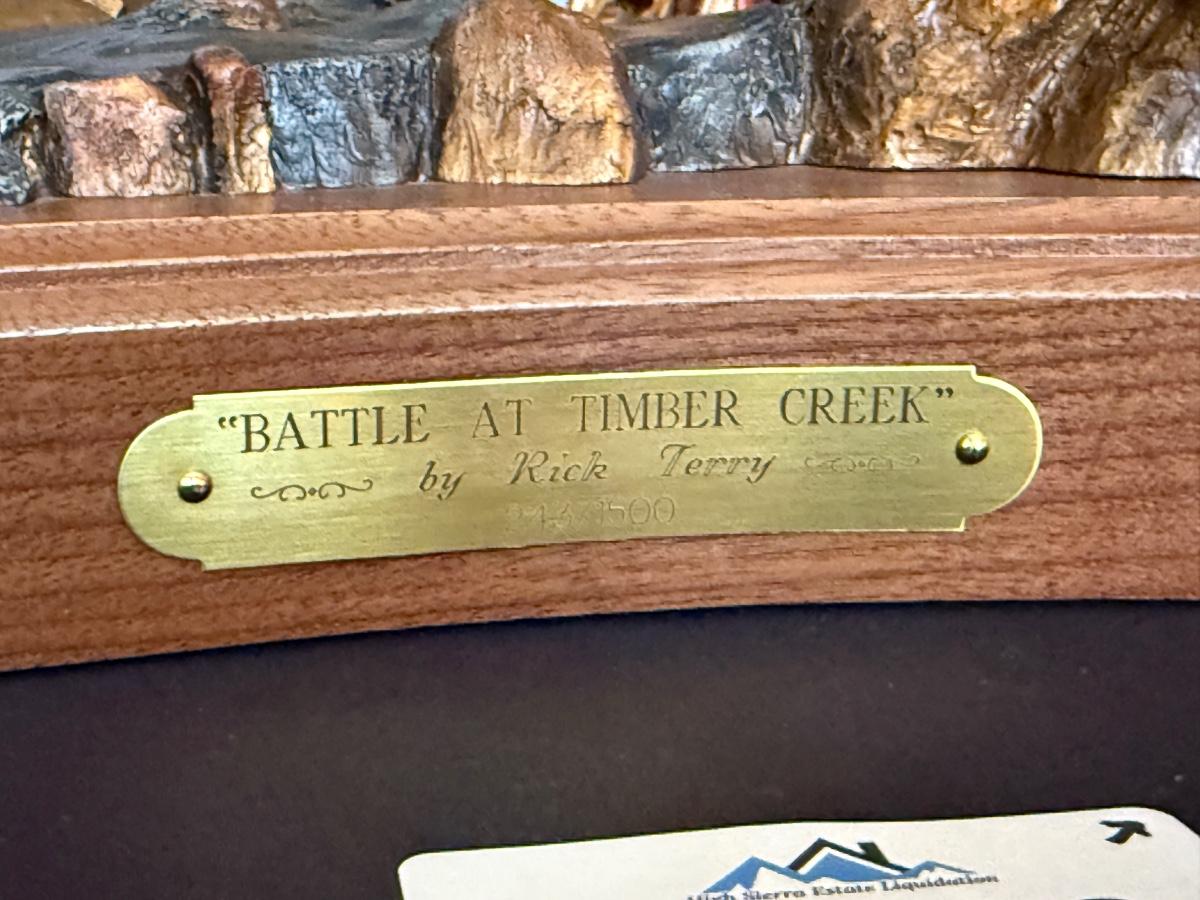 “BATTLE AT TIMBER CREEK”
by Rick Terry
High Sierra Estate Liquidation